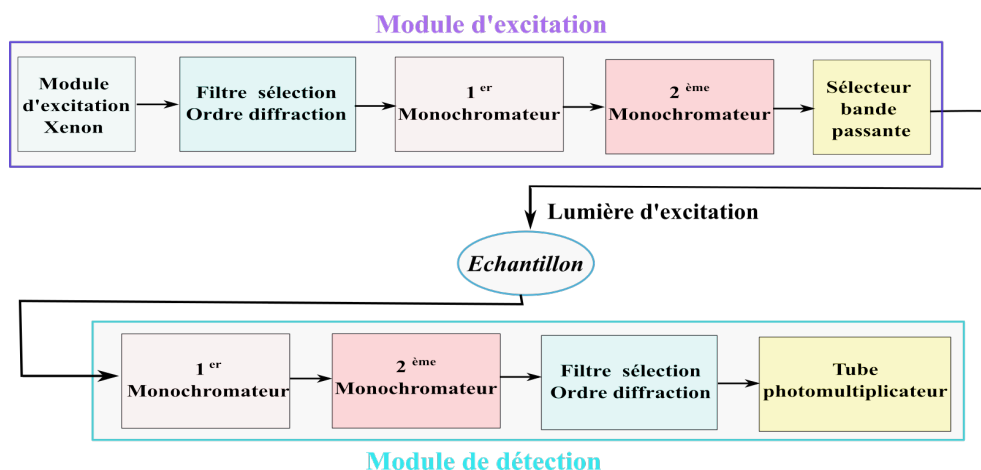 Module d'excitation
Module
d'excitation
Xenon
Filtre sélection
Ordre diffraction
1 er
Monochromateur
2 ème
Monochromateur
Sélecteur
bande
passante
Lumière d'excitation
Echantillon
1 er
Monochromateur
2 ème
Monochromateur
Filtre sélection
Ordre diffraction
Tube
photomultiplicateur
Module de détection